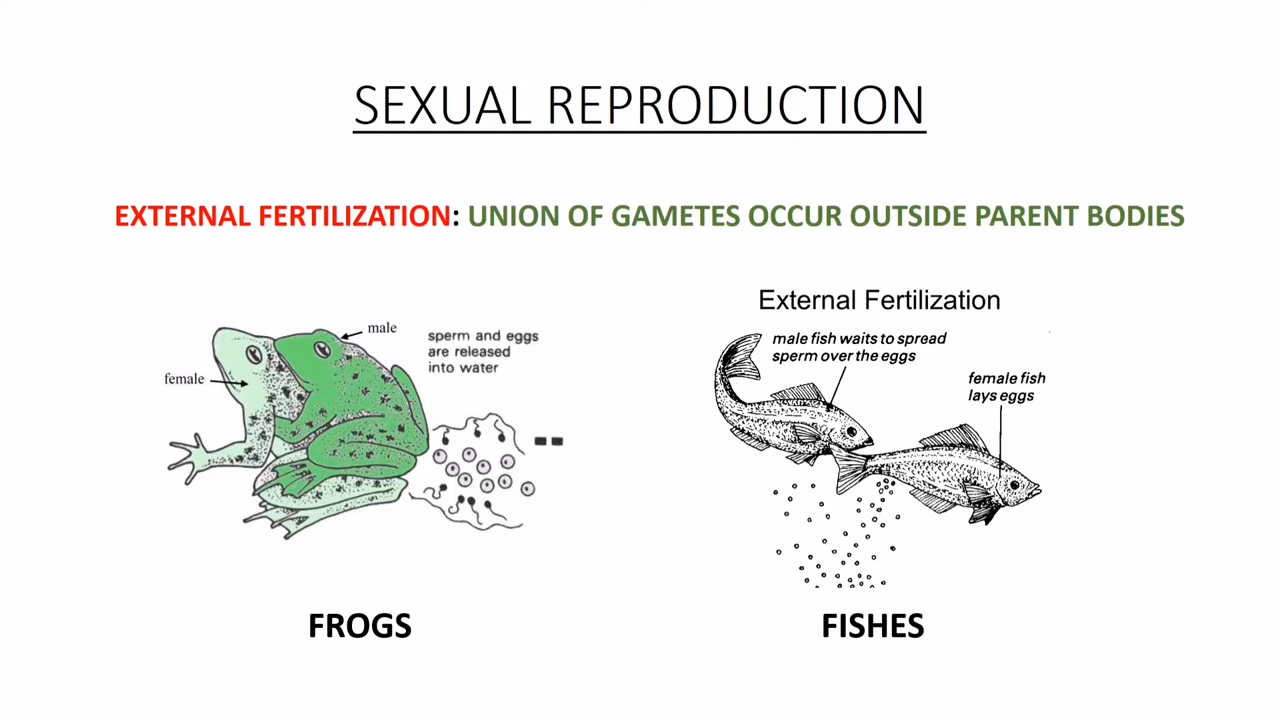 SEXUAL REPRODUCTION
EXTERNAL FERTILIZATION: UNION OF GAMETES OCCUR OUTSIDE PARENT BODIES
male
female
sperm and eggs
are released
into water
External Fertilization
male fish waits to spread
sperm over the eggs
female fish
lays eggs
FROGS
FISHES